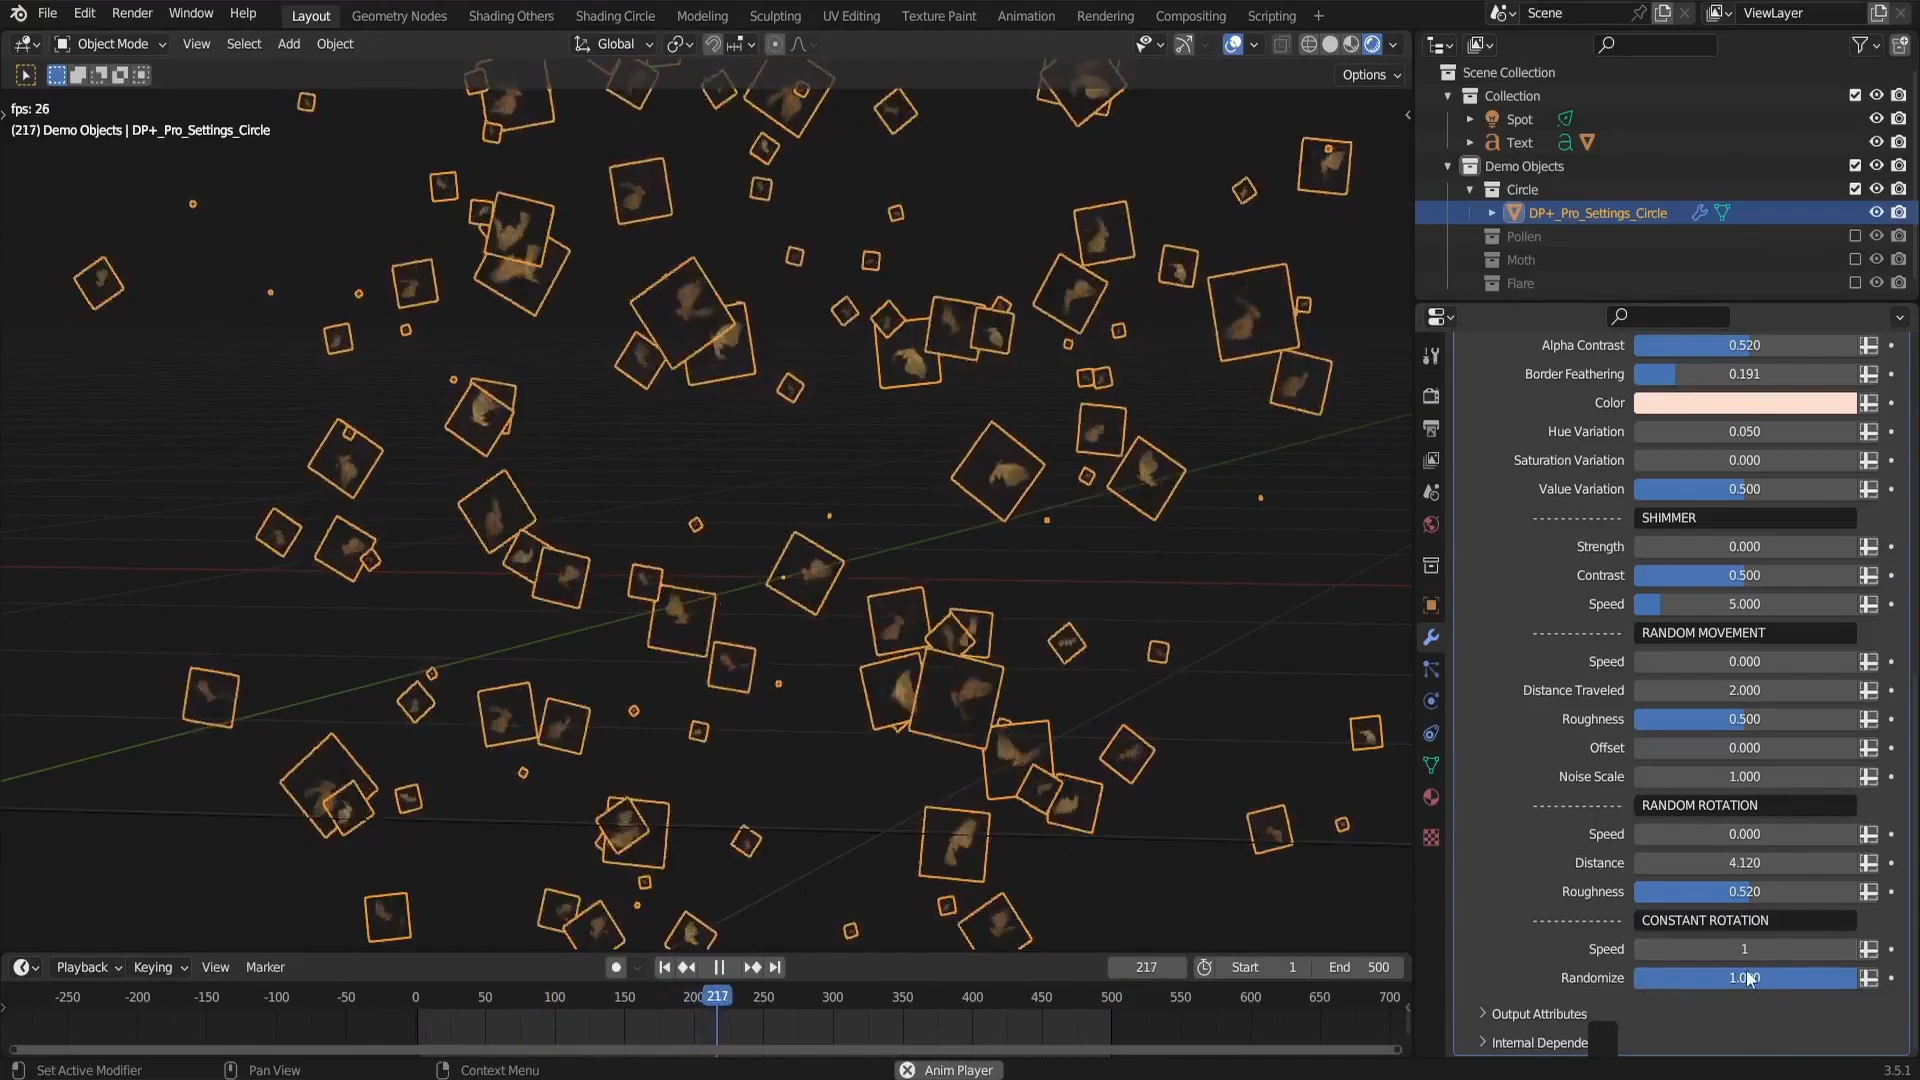 File Edit Render Window Help Layout Geometry Nodes Shading Others Shading Circle Modeling Sculpting UV Editing Texture Paint Animation Rendering Compositing Scripting + Scene ViewLayer
Object Mode View Select Add Object Global
Options
fps: 26
(217) Demo Objects | DP+_Pro_Settings_Circle
Scene Collection
Collection
Spot
Text
Demo Objects
Circle
DP+_Pro_Settings_Circle
Pollen
Moth
Flare
Alpha Contrast 0.520
Border Feathering 0.191
Color
Hue Variation 0.050
Saturation Variation 0.000
Value Variation 0.500
SHIMMER
Strength 0.000
Contrast 0.500
Speed 5.000
RANDOM MOVEMENT
Speed 0.000
Distance Traveled 2.000
Roughness 0.500
Offset 0.000
Noise Scale 1.000
RANDOM ROTATION
Speed 0.000
Distance 4.120
Roughness 0.520
CONSTANT ROTATION
Speed 1
Randomize
Output Attributes
Internal Depende
Playback Keying View Marker 217 Start 1 End 500
-250 -200 -150 -100 -50 0 50 100 150 217 250 300 350 400 450 500 550 600 650 700
Set Active Modifier Pan View Context Menu Anim Player 3.5.1